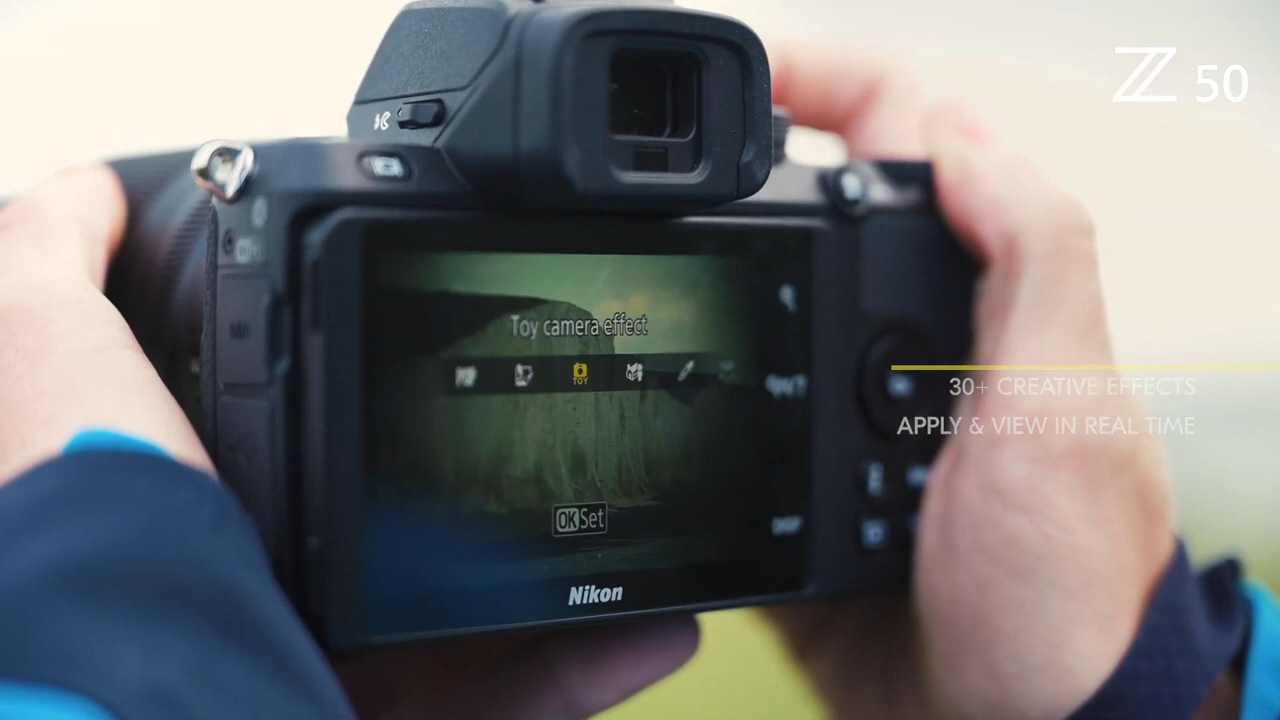 Z 50
Toy camera effect
TOY
30+ CREATIVE EFFECTS
APPLY & VIEW IN REAL TIME
OK Set
DISP
Nikon